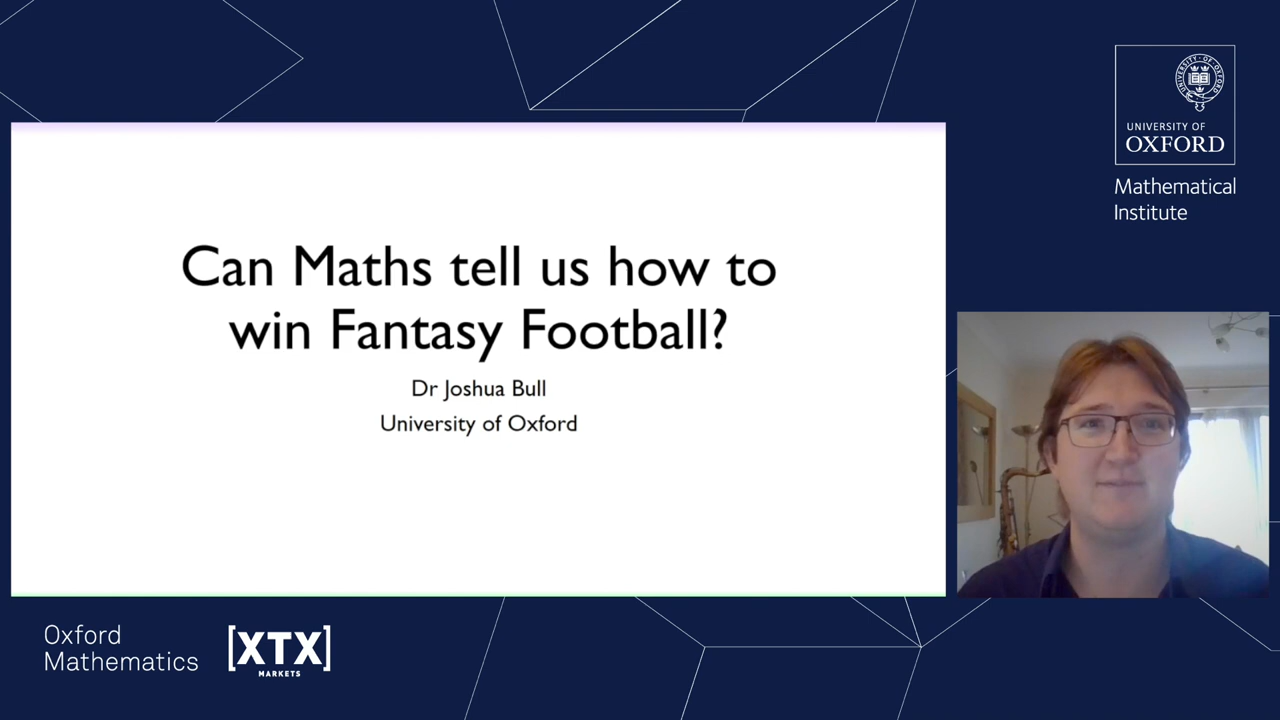 Can Maths tell us how to
win Fantasy Football?
Dr Joshua Bull
University of Oxford
UNIVERSITY OF
OXFORD
Mathematical
Institute
Oxford
Mathematics
[XTX]
MARKETS